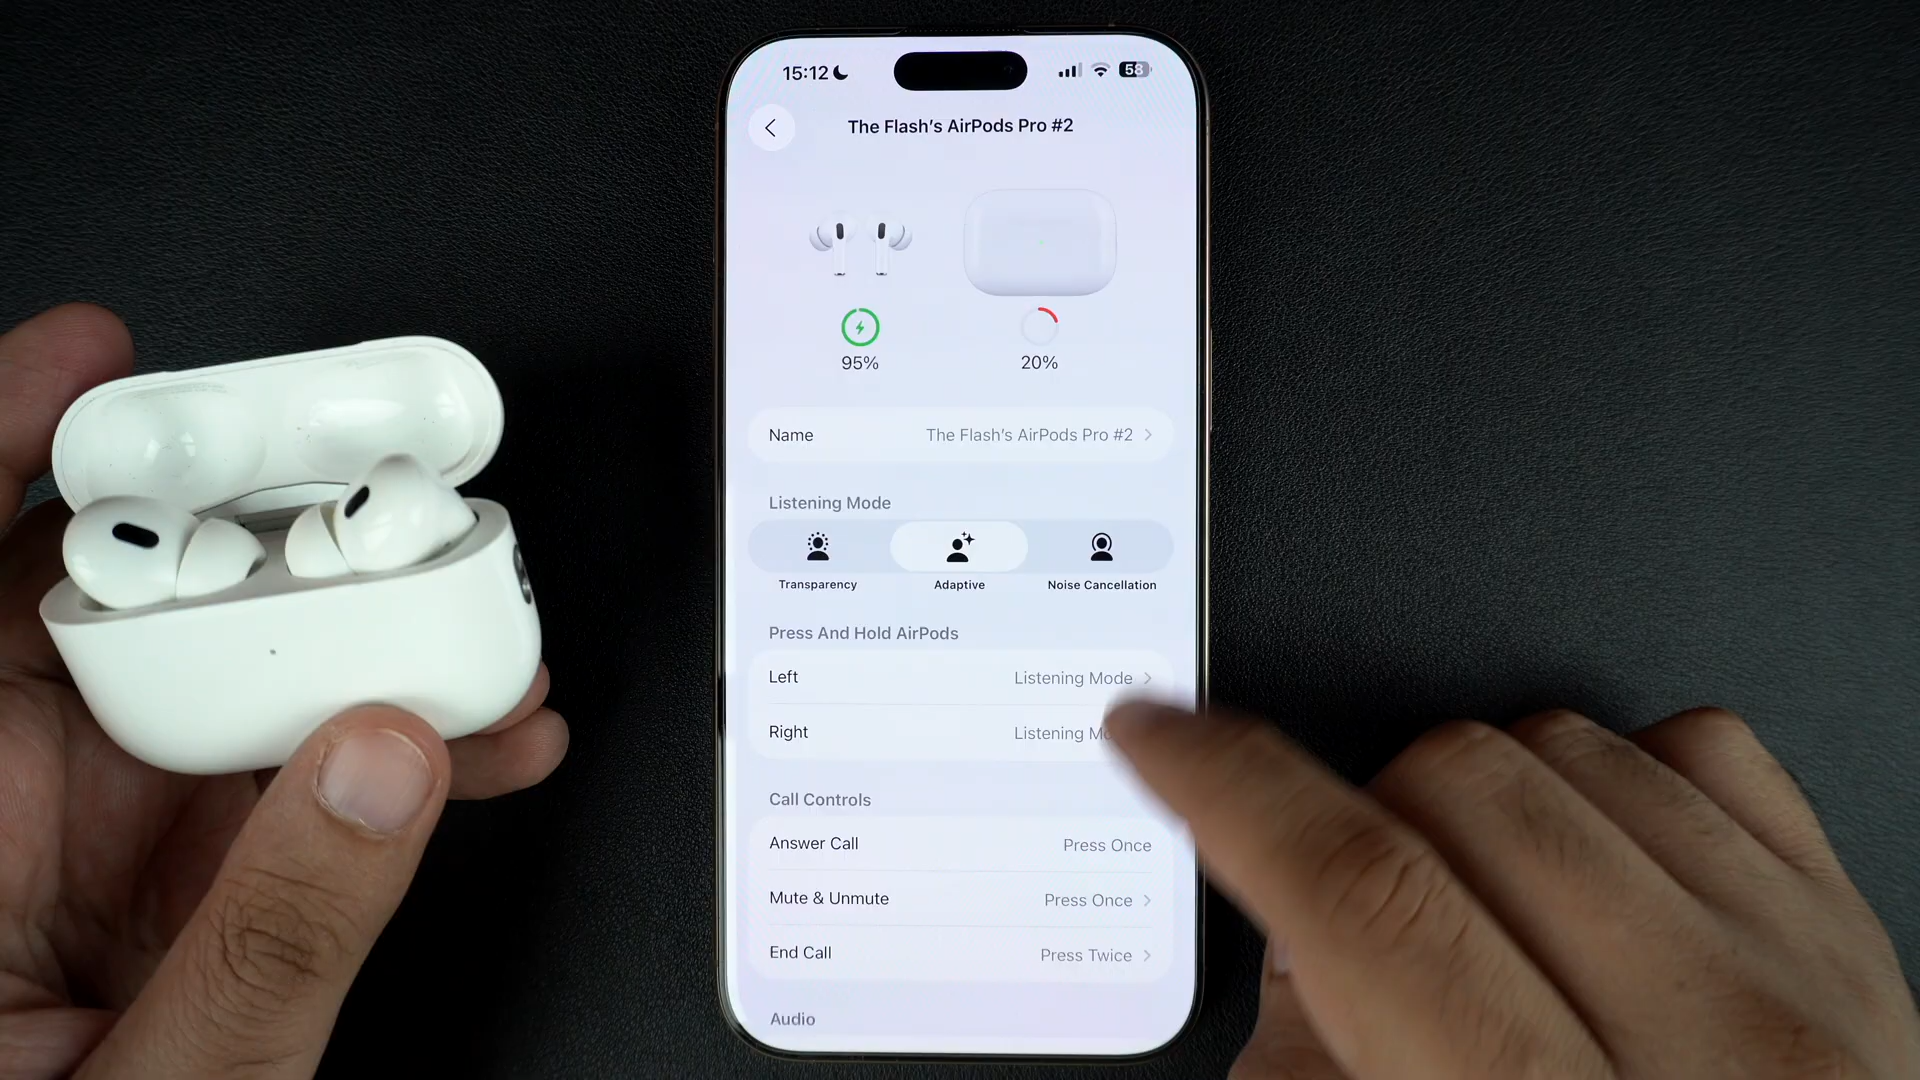 15:12
58
The Flash's AirPods Pro #2
95%
20%
Name The Flash's AirPods Pro #2
Listening Mode
Transparency Adaptive Noise Cancellation
Press And Hold AirPods
Left Listening Mode
Right Listening
Call Controls
Answer Call Press Once
Mute & Unmute Press Once
End Call Press Twice
Audio